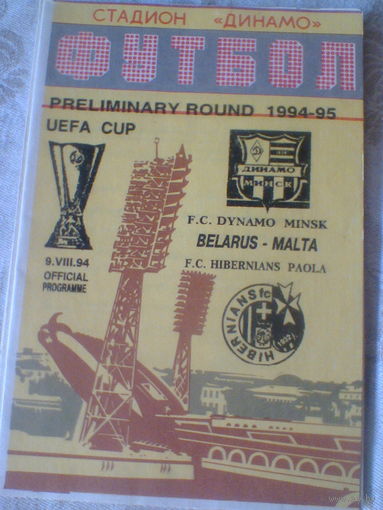 СТАДИОН «ДИНАМО»
ФУТБОЛ
PRELIMINARY ROUND 1994-95
UEFA CUP
ДИНАМО
МИНСК
F.C. DYNAMO MINSK
BELARUS - MALTA
9.VIII.94
F.C. HIBERNIANS PAOLA
OFFICIAL
PROGRAMME
HIBERNIANS fc